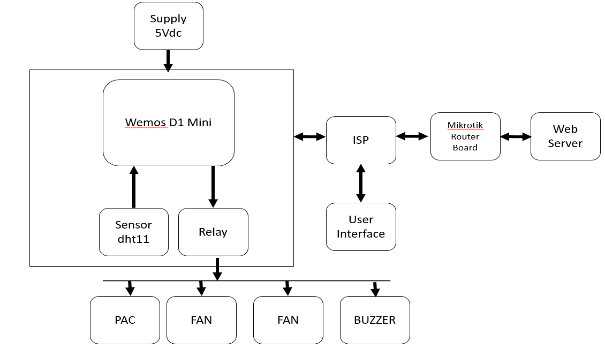 Supply
5Vdc
Wemos D1 Mini
ISP
Mikrotik
Router
Board
Web
Server
Sensor
dht11
Relay
User
Interface
PAC
FAN
FAN
BUZZER